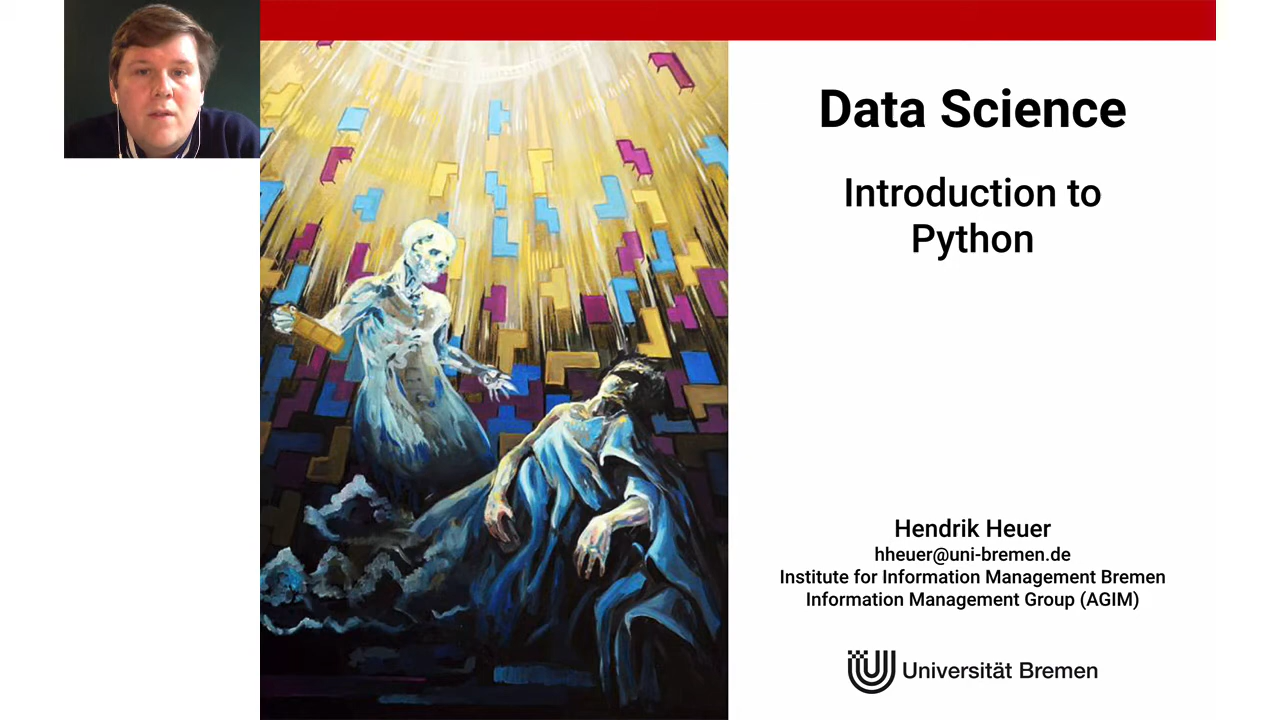 Data Science
Introduction to
Python
Hendrik Heuer
hheuer@uni-bremen.de
Institute for Information Management Bremen
Information Management Group (AGIM)
Universität Bremen